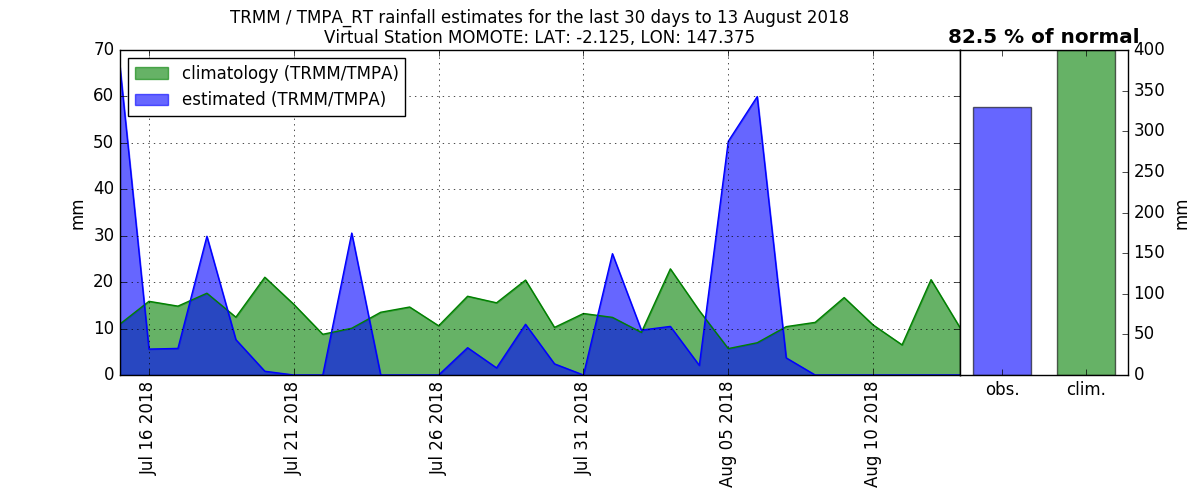 TRMM / TMPA_RT rainfall estimates for the last 30 days to 13 August 2018
Virtual Station MOMOTE: LAT: -2.125, LON: 147.375
82.5 % of normal
climatology (TRMM/TMPA)
estimated (TRMM/TMPA)
70
60
50
40
30
20
10
0
mm
400
350
300
250
200
150
100
50
0
mm
Jul 16 2018
Jul 21 2018
Jul 26 2018
Jul 31 2018
Aug 05 2018
Aug 10 2018
obs.
clim.